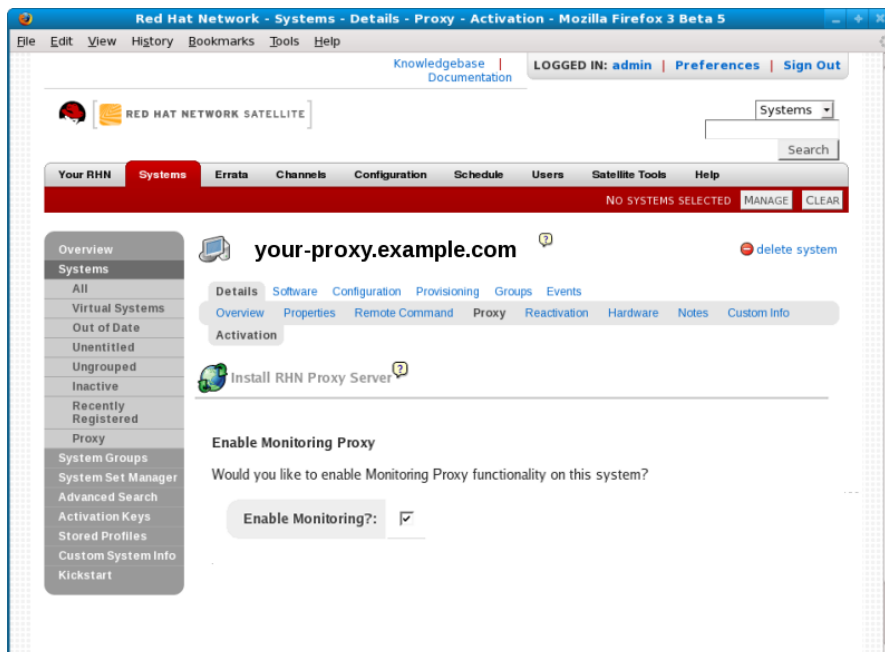 Red Hat Network - Systems - Details - Proxy - Activation - Mozilla Firefox 3 Beta 5
File Edit View History Bookmarks Tools Help
Knowledgebase |
Documentation
LOGGED IN: admin | Preferences | Sign Out
RED HAT NETWORK SATELLITE
Systems
Search
Your RHN Systems Errata Channels Configuration Schedule Users Satellite Tools Help
NO SYSTEMS SELECTED MANAGE CLEAR
Overview
Systems
All
Virtual Systems
Out of Date
Unentitled
Ungrouped
Inactive
Recently
Registered
Proxy
System Groups
System Set Manager
Advanced Search
Activation Keys
Stored Profiles
Custom System Info
Kickstart
your-proxy.example.com ?
delete system
Details Software Configuration Provisioning Groups Events
Overview Properties Remote Command Proxy Reactivation Hardware Notes Custom Info
Activation
Install RHN Proxy Server ?
Enable Monitoring Proxy
Would you like to enable Monitoring Proxy functionality on this system?
Enable Monitoring?: